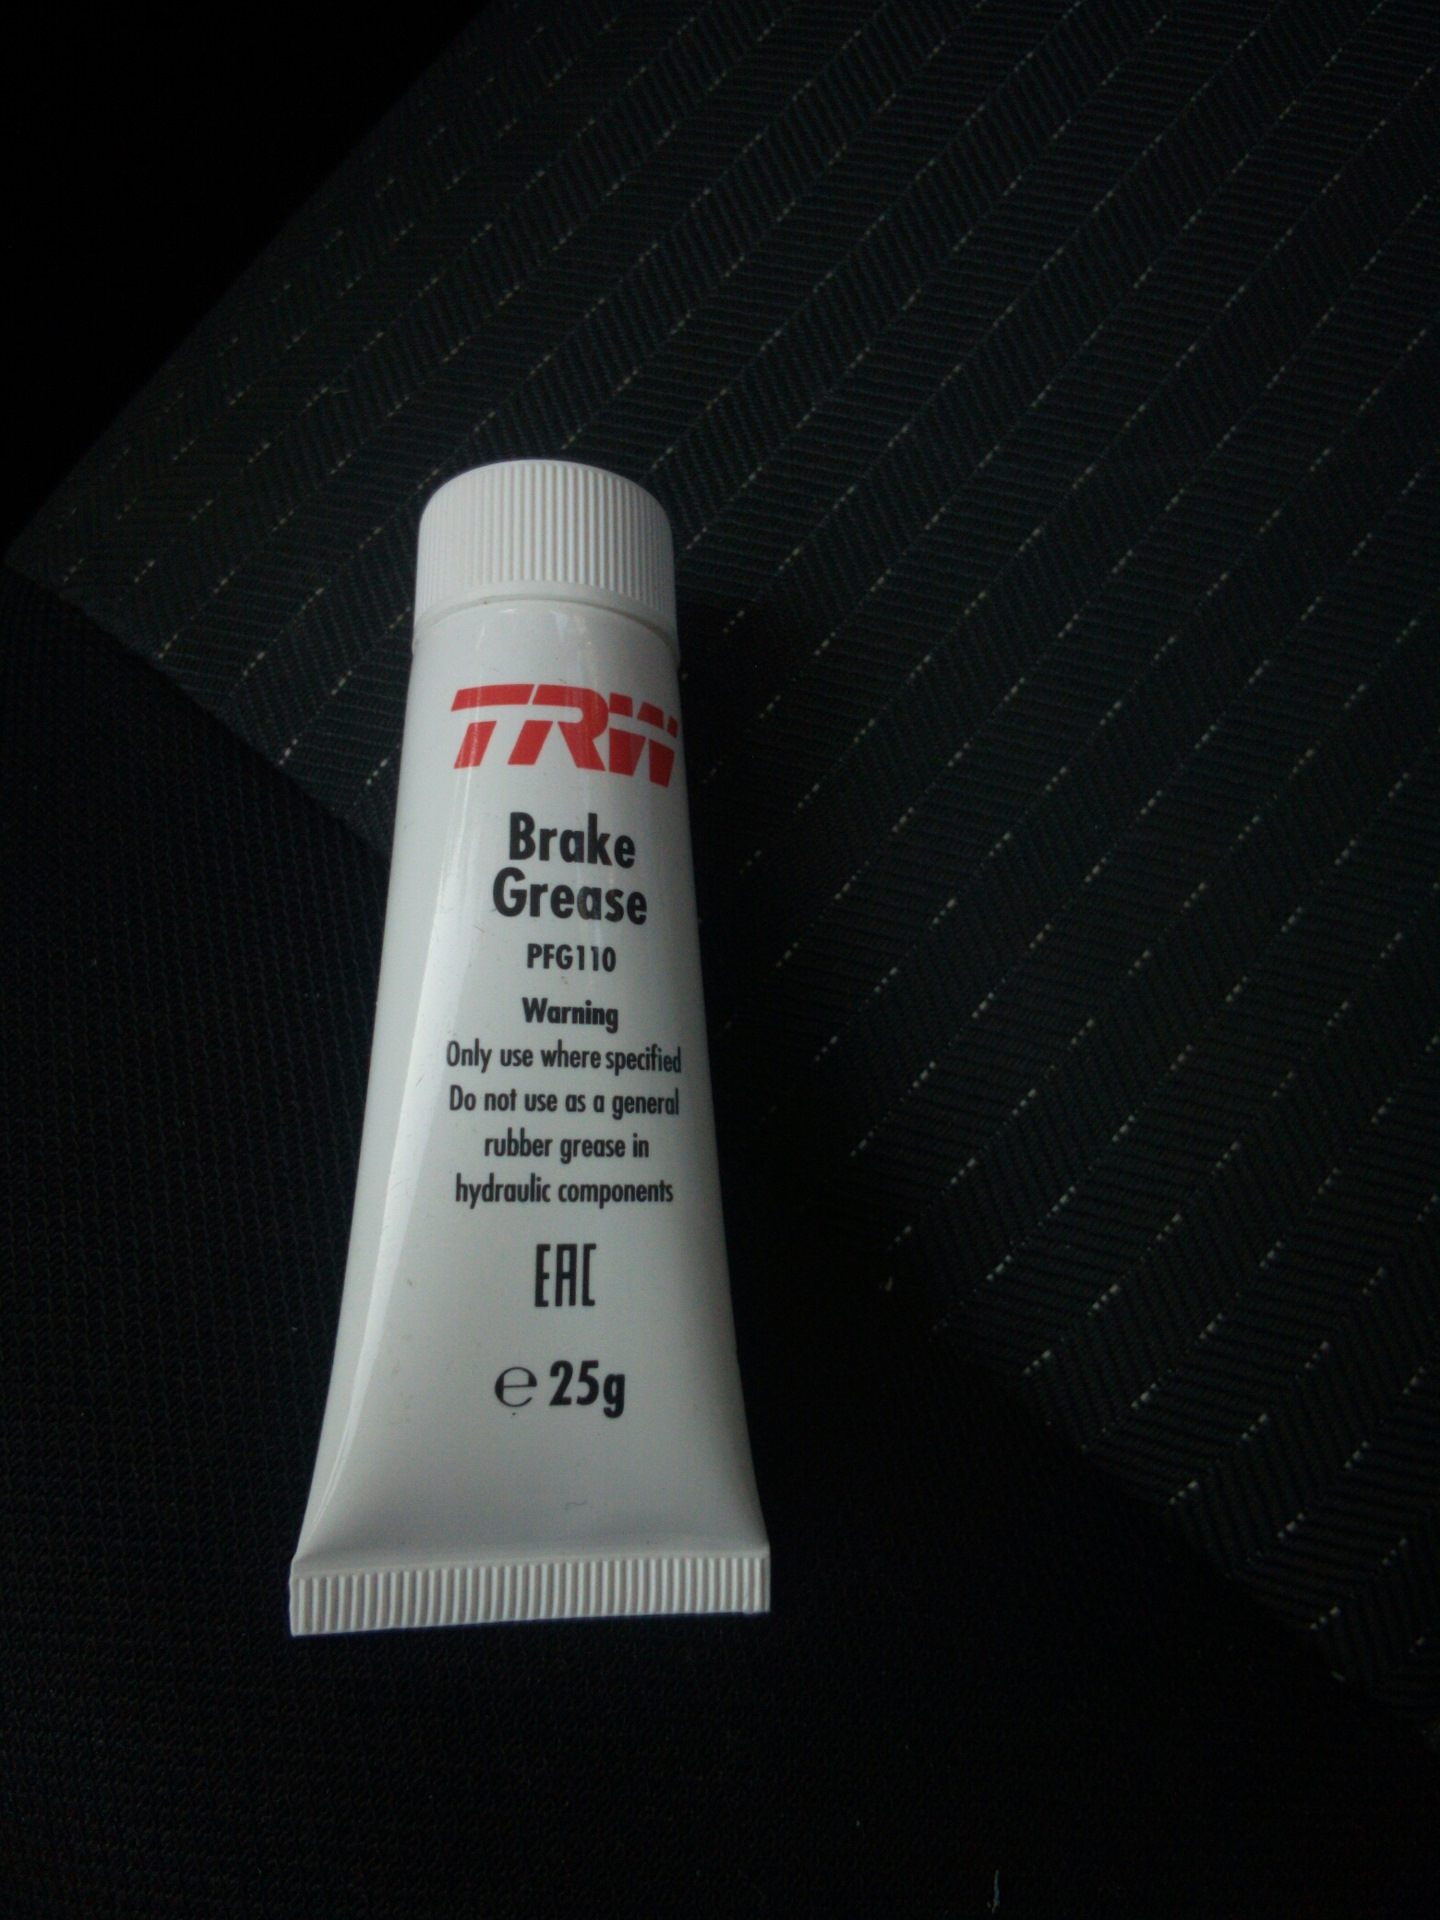 TRW
Brake
Grease
PFG110
Warning
Only use where specified
Do not use as a general
rubber grease in
hydraulic components
EAC
℮ 25g